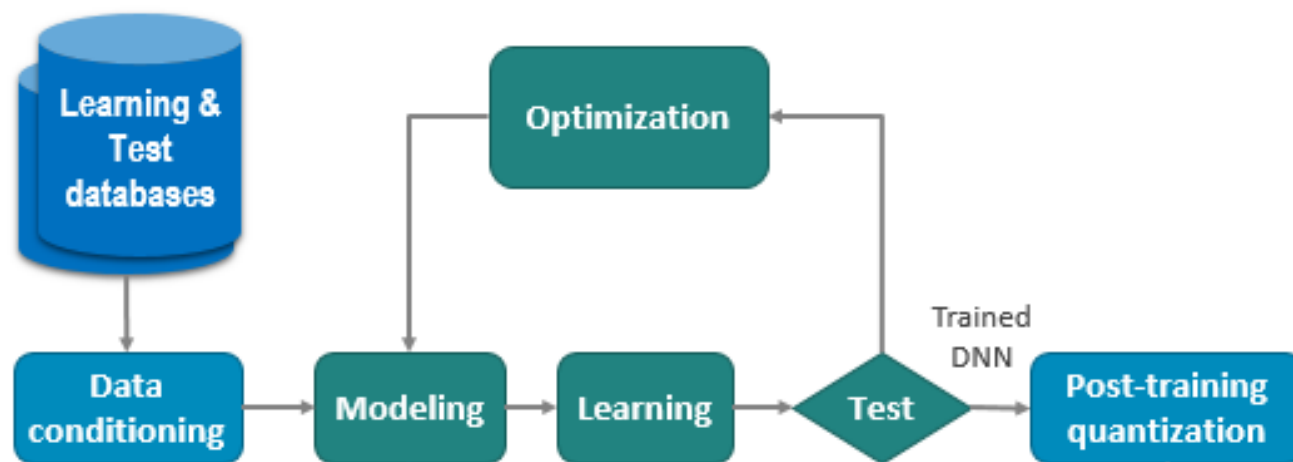 Learning &
Test
databases
Optimization
Trained
DNN
Data
conditioning
Modeling
Learning
Test
Post-training
quantization